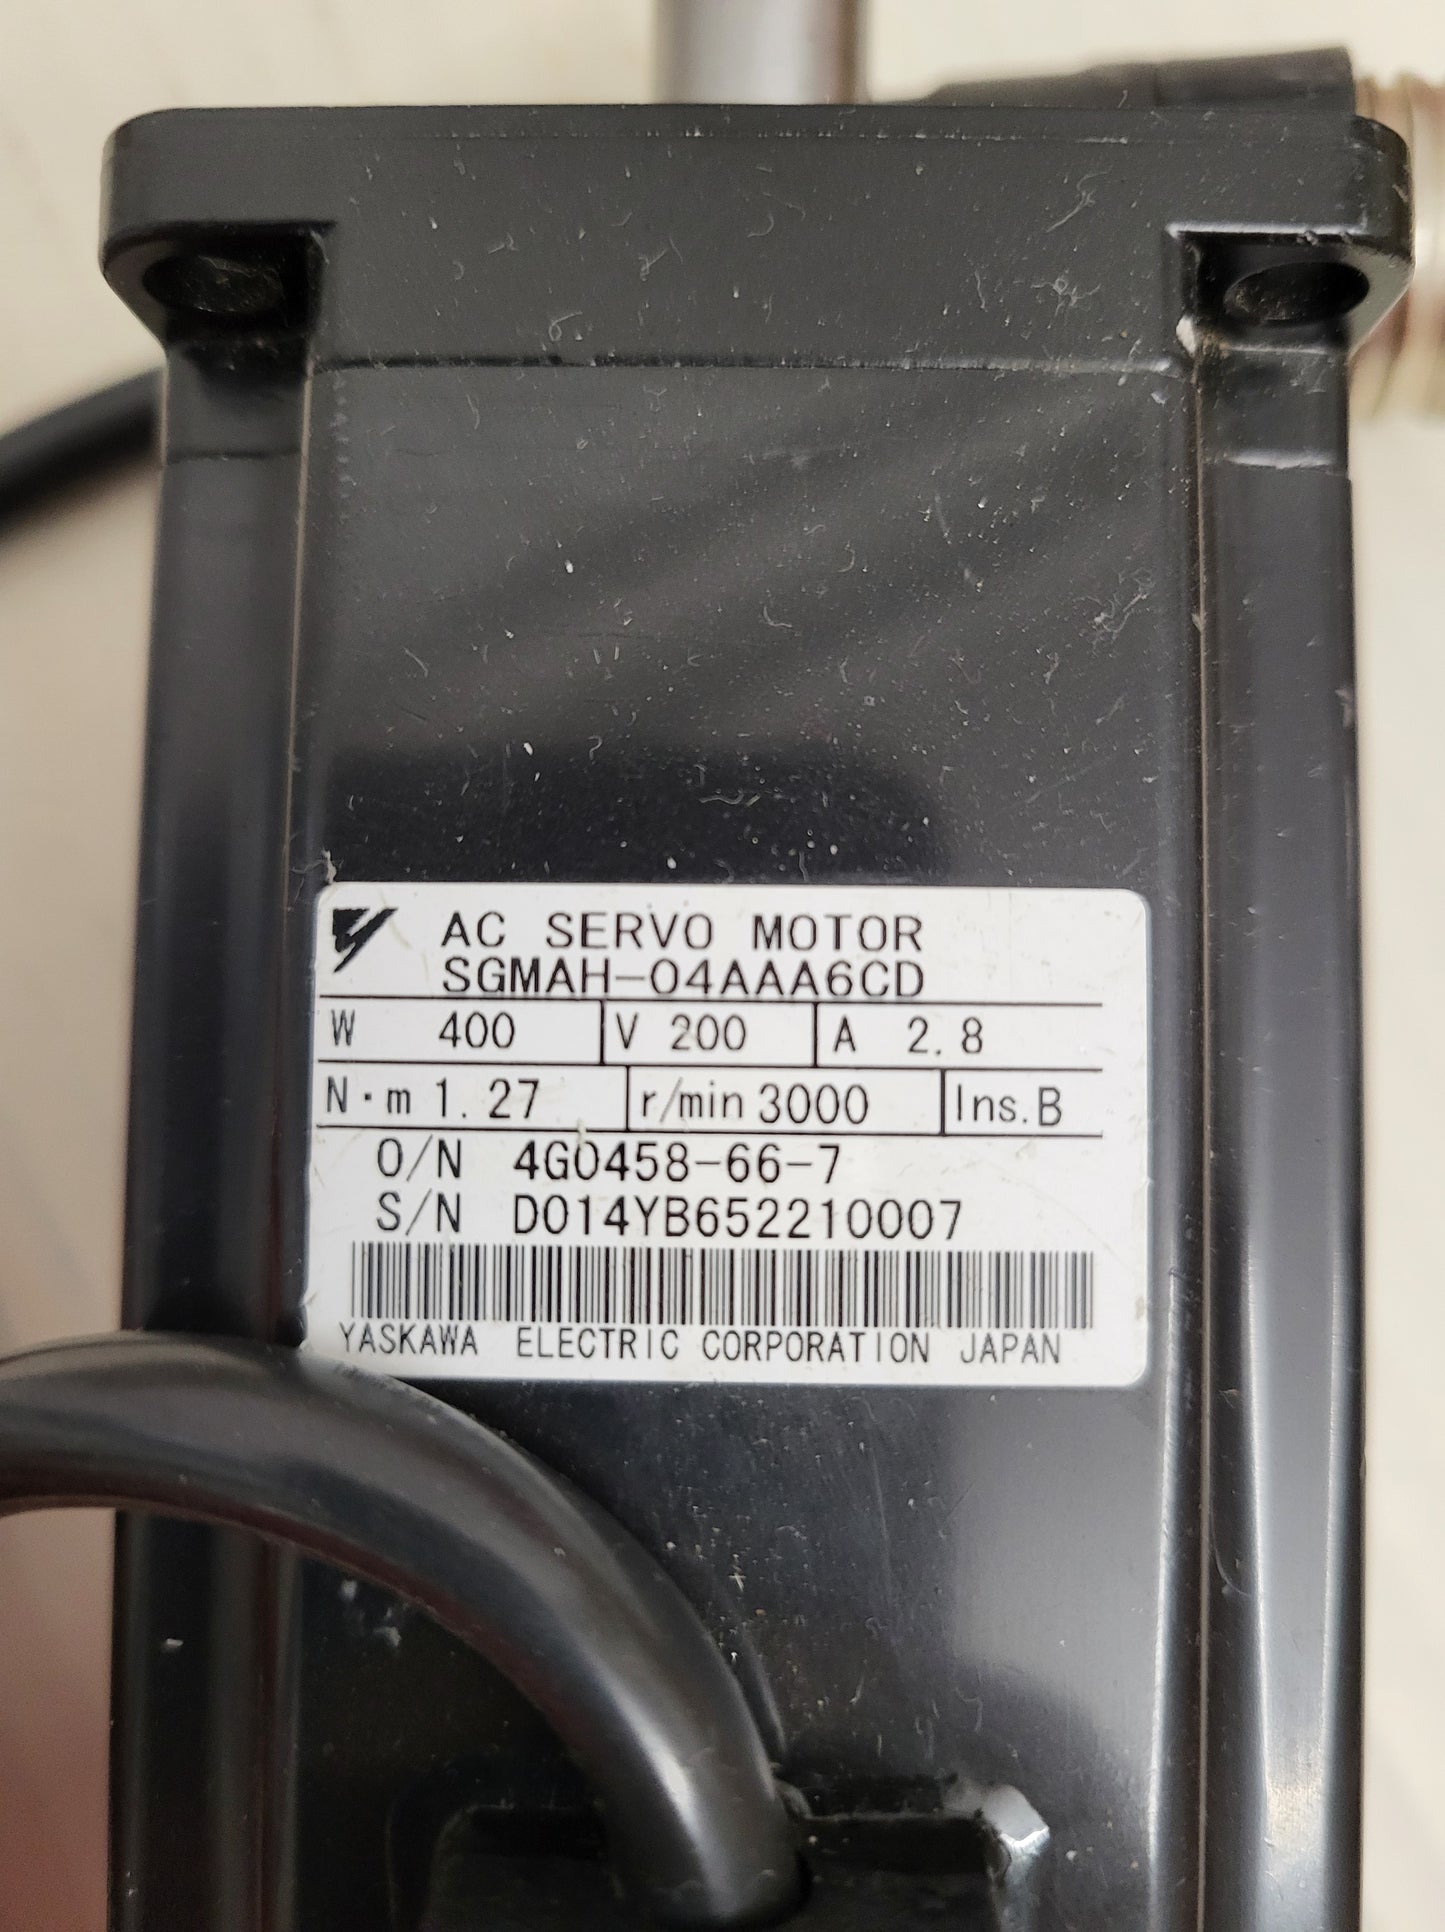 AC SERVO MOTOR
SGMAH-04AAA6CD
W 400 V 200 A 2.8
N・m 1.27 r/min 3000 Ins.B
O/N 4G0458-66-7
S/N D014YB652210007
YASKAWA ELECTRIC CORPORATION JAPAN